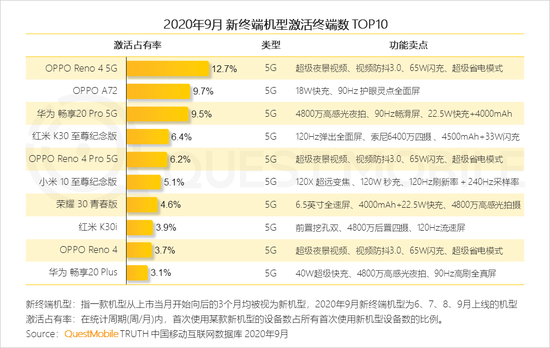 2020年9月 新终端机型激活终端数 TOP10
激活占有率 类型 功能卖点
OPPO Reno 4 5G 12.7% 5G 超级夜景视频、视频防抖3.0、65W闪充、超级省电模式
OPPO A72 9.7% 5G 18W快充、90Hz 护眼灵点全面屏
华为 畅享20 Pro 5G 9.5% 5G 4800万高感光夜拍、90Hz畅滑屏、22.5W快充+4000mAh
红米 K30 至尊纪念版 6.4% 5G 120Hz弹出全面屏、索尼6400万四摄 、4500mAh+33W闪充
OPPO Reno 4 Pro 5G 6.2% 5G 超级夜景视频、视频防抖3.0、65W闪充、超级省电模式
小米 10 至尊纪念版 5.1% 5G 120X 超远变焦 、120W 秒充、120Hz刷新率 + 240Hz采样率
荣耀 30 青春版 4.6% 5G 6.5英寸全速屏、4000mAh+22.5W快充、4800万高感光拍摄
红米 K30i 3.9% 5G 前置挖孔双、4800万后置四摄、120Hz流速屏
OPPO Reno 4 3.7% 5G 超级夜景视频、视频防抖3.0、65W闪充、超级省电模式
华为 畅享20 Plus 3.1% 5G 40W超级快充、4800万高感光夜拍、90Hz高刷全真屏
新终端机型：指一款机型从上市当月开始向后的3个月均被视为新机型，2020年9月新终端机型为6、7、8、9月上线的机型
激活占有率：在统计周期(周/月)内，首次使用某款新机型的设备数占所有首次使用新机型设备数的比例。
Source：QuestMobile TRUTH 中国移动互联网数据库 2020年9月
QUESTMOBILE